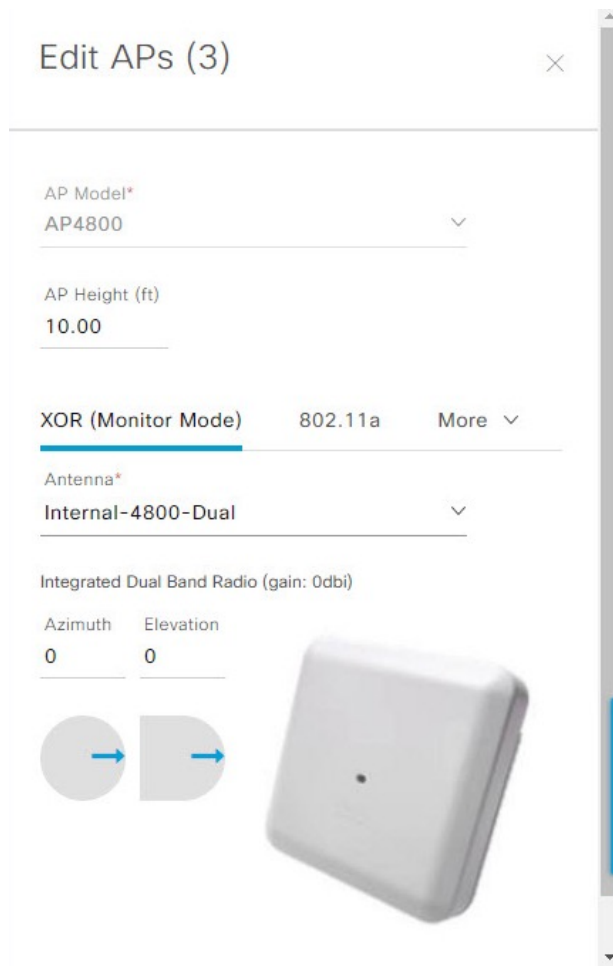 Edit APs (3)
AP Model*
AP4800
AP Height (ft)
10.00
XOR (Monitor Mode) 802.11a More
Antenna*
Internal-4800-Dual
Integrated Dual Band Radio (gain: 0dbi)
Azimuth Elevation
0 0